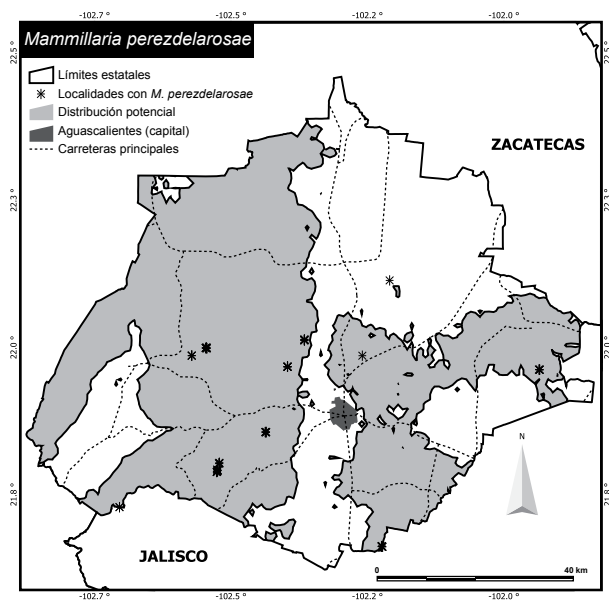 -102.7 ° -102.5 ° -102.2 ° -102.0 °
Mammillaria perezdelarosae
Límites estatales
Localidades con M. perezdelarosae
Distribución potencial
Aguascalientes (capital)
Carreteras principales
ZACATECAS
22.5 ° 22.5 °
22.3 ° 22.3 °
22.0 ° 22.0 °
21.8 ° 21.8 °
N
JALISCO
0 40 km
-102.7 ° -102.5 ° -102.2 ° -102.0 °